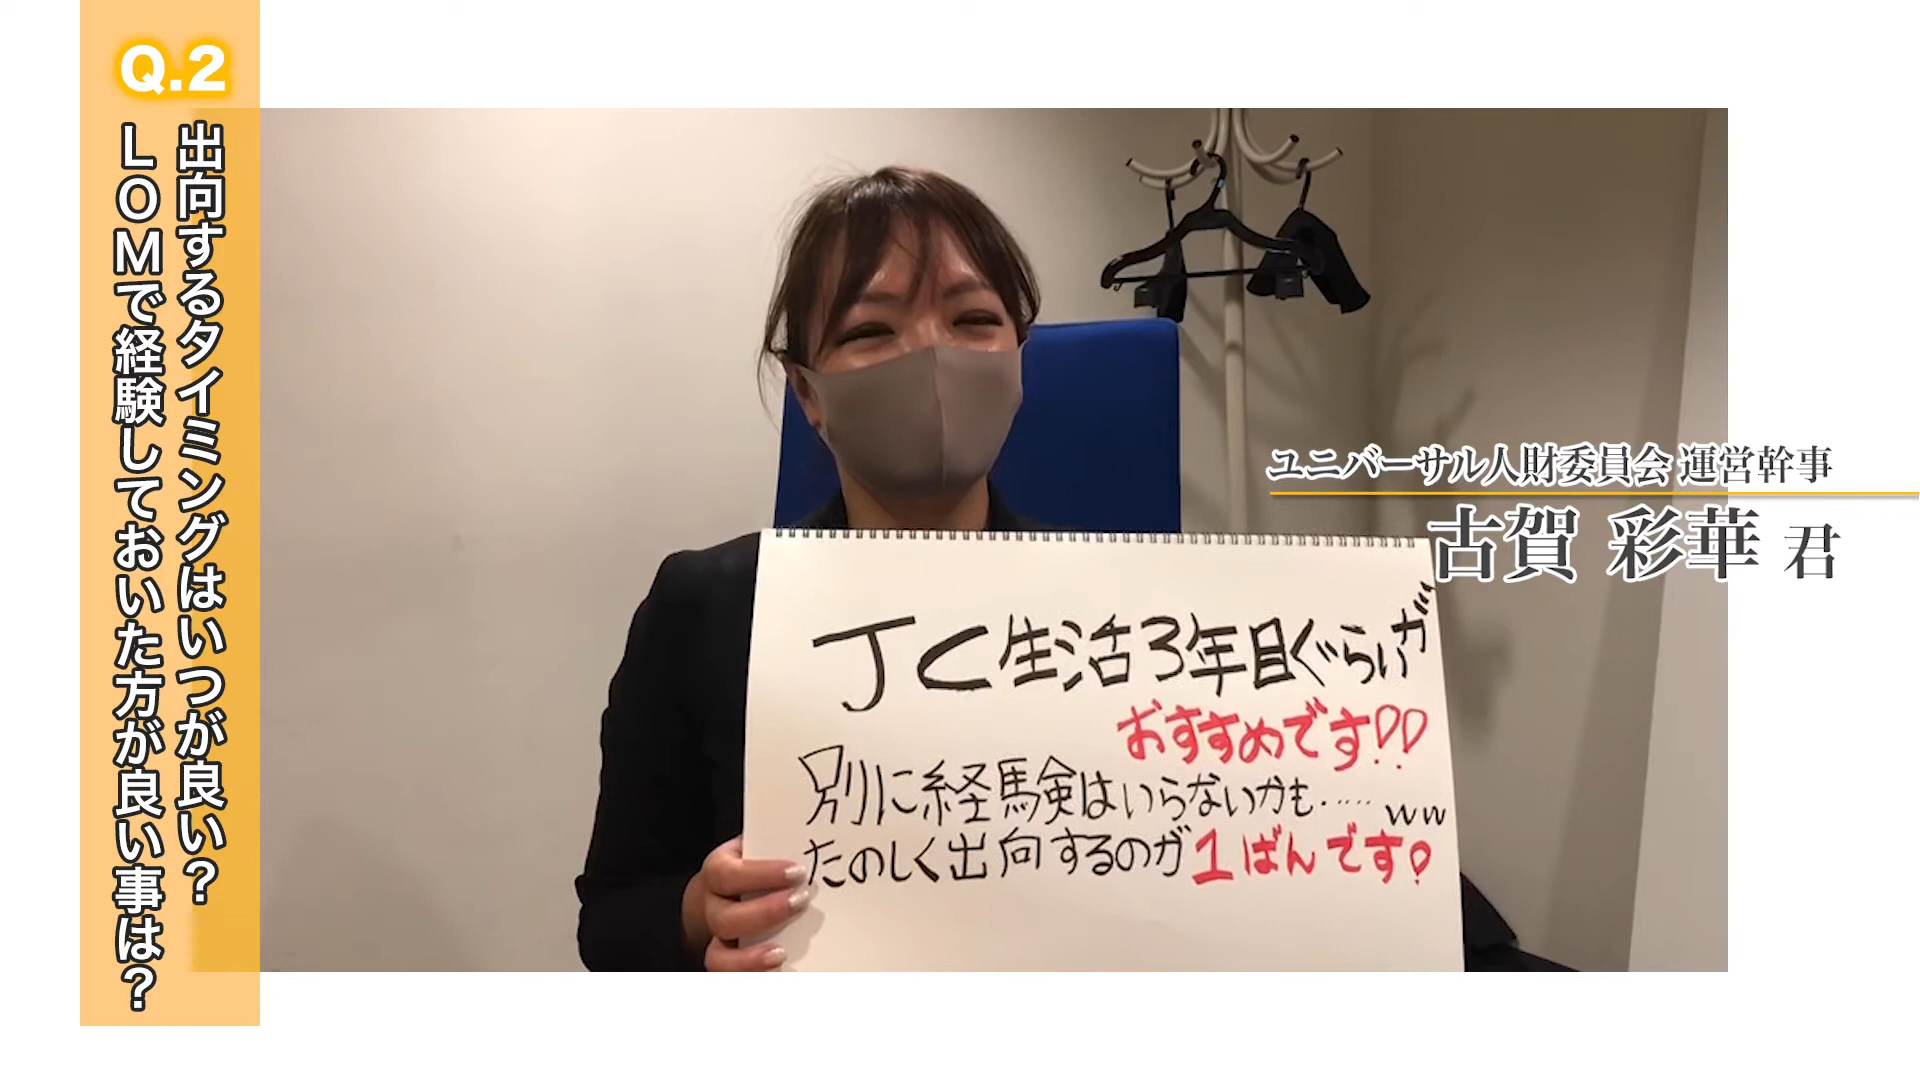 Q.2
出向するタイミングはいつが良い？
ＬＯＭで経験しておいた方が良い事は？
ユニバーサル人財委員会 運営幹事
古賀 彩華 君
JC生活3年目ぐらいが
おすすめです!!
別に経験はいらないかも‥‥‥ww
たのしく出向するのが1ばんです!